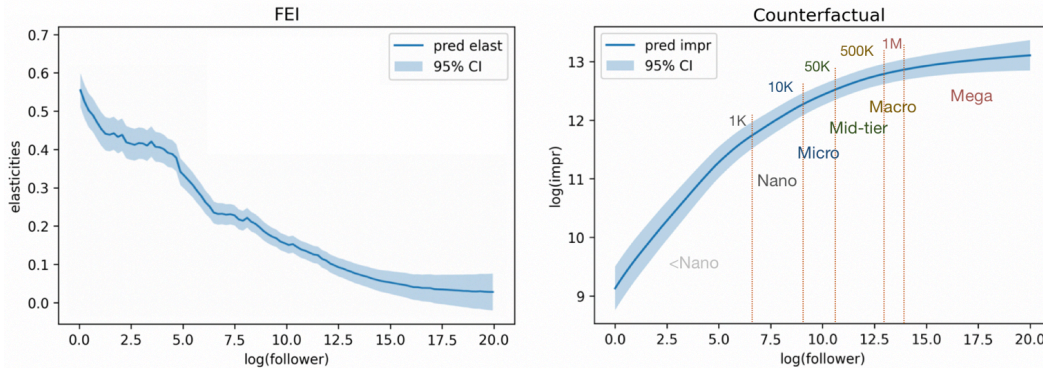 FEI
0.7
0.6
0.5
0.4
0.3
0.2
0.1
0.0
elasticities
pred elast
95% CI
0.0 2.5 5.0 7.5 10.0 12.5 15.0 17.5 20.0
log(follower)
Counterfactual
13
12
11
10
9
log(impr)
pred impr
95% CI
1K
10K
50K
500K
1M
<Nano
Nano
Micro
Mid-tier
Macro
Mega
0.0 2.5 5.0 7.5 10.0 12.5 15.0 17.5 20.0
log(follower)